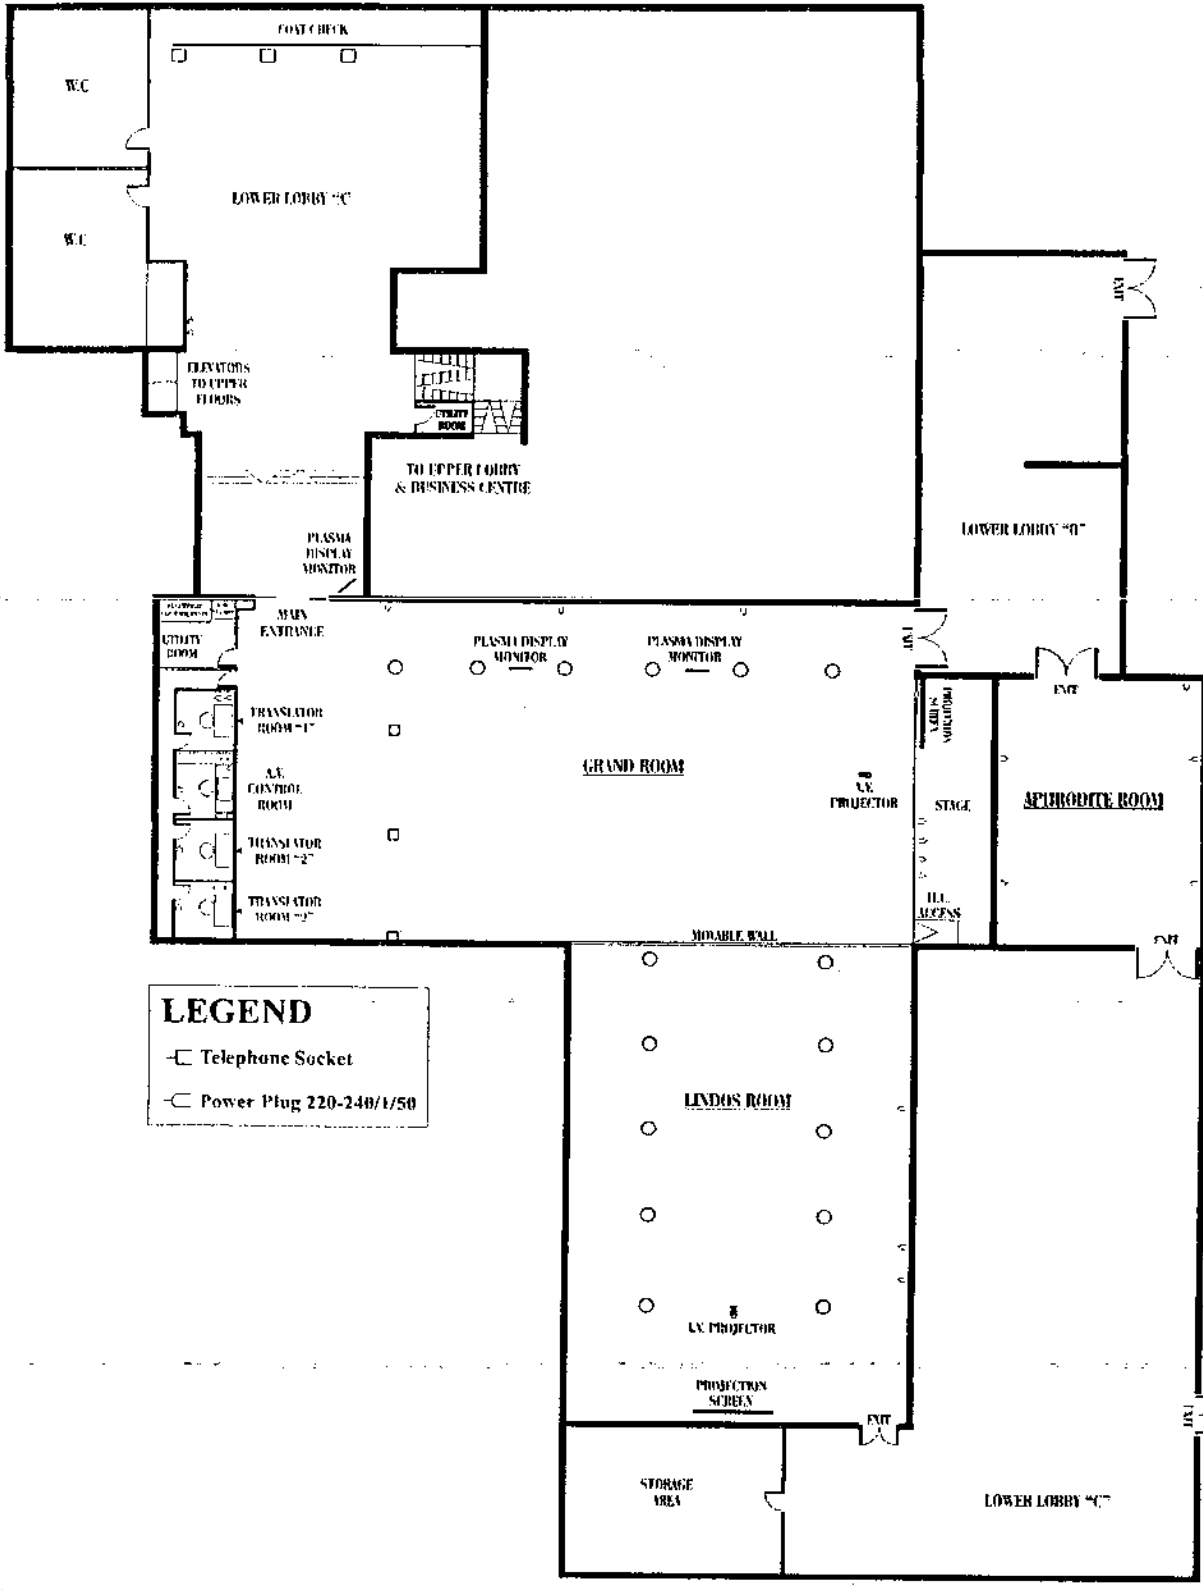 COAT CHECK
W.C
LOWER LOBBY "C"
W.C
EXIT
ELEVATORS
TO UPPER
FLOORS
UTILITY
ROOM
TO UPPER LOBBY
& BUSINESS CENTRE
LOWER LOBBY
PLASMA
DISPLAY
MONITOR
MAIN
ENTRANCE
UTILITY
ROOM
PLASMA DISPLAY
MONITOR
PLASMA DISPLAY
MONITOR
EXIT
EXIT
PROJECTION
SCREEN
TRANSLATOR
ROOM "1"
GRAND ROOM
A.V.
CONTROL
ROOM
A.V.
PROJECTOR
STAGE
APHRODITE ROOM
TRANSLATOR
ROOM "2"
TRANSLATOR
ROOM
H.C.
ACCESS
MOVABLE WALL
EXIT
LEGEND
Telephone Socket
Power Plug 220-240/1/50
LINDOS ROOM
A.V. PROJECTOR
PROJECTION
SCREEN
EXIT
EXIT
STORAGE
AREA
LOWER LOBBY "C"